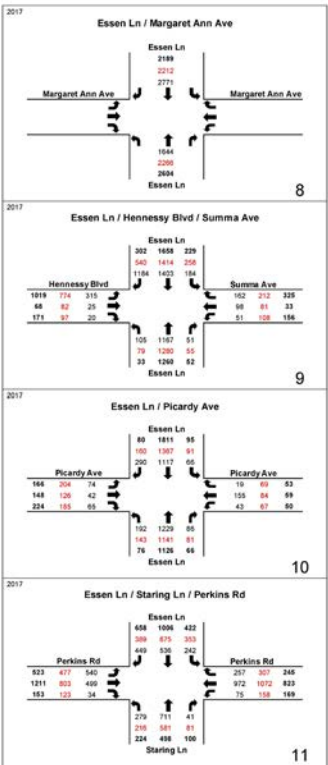 2017
Essen Ln / Margaret Ann Ave
Essen Ln
2189
2212
2771
Margaret Ann Ave Margaret Ann Ave
1644
2266
2604
Essen Ln
8
2017
Essen Ln / Hennessy Blvd / Summa Ave
Essen Ln
302 1658 229
540 1414 258
1184 1403 184
Hennessy Blvd Summa Ave
1019 774 315 162 212 325
68 82 25 98 81 33
171 97 20 51 108 156
105 1167 51
79 1280 55
33 1260 52
Essen Ln
9
2017
Essen Ln / Picardy Ave
Essen Ln
80 1811 95
160 1367 91
290 1117 66
Picardy Ave Picardy Ave
166 204 74 19 69 53
148 126 42 155 84 59
224 185 65 43 67 50
192 1229 86
143 1141 81
76 1126 66
Essen Ln
10
2017
Essen Ln / Staring Ln / Perkins Rd
Essen Ln
658 1006 422
389 675 353
449 536 242
Perkins Rd Perkins Rd
523 477 540 257 307 245
1211 803 499 972 1072 823
153 123 34 75 158 169
279 711 41
216 581 81
224 498 100
Staring Ln
11